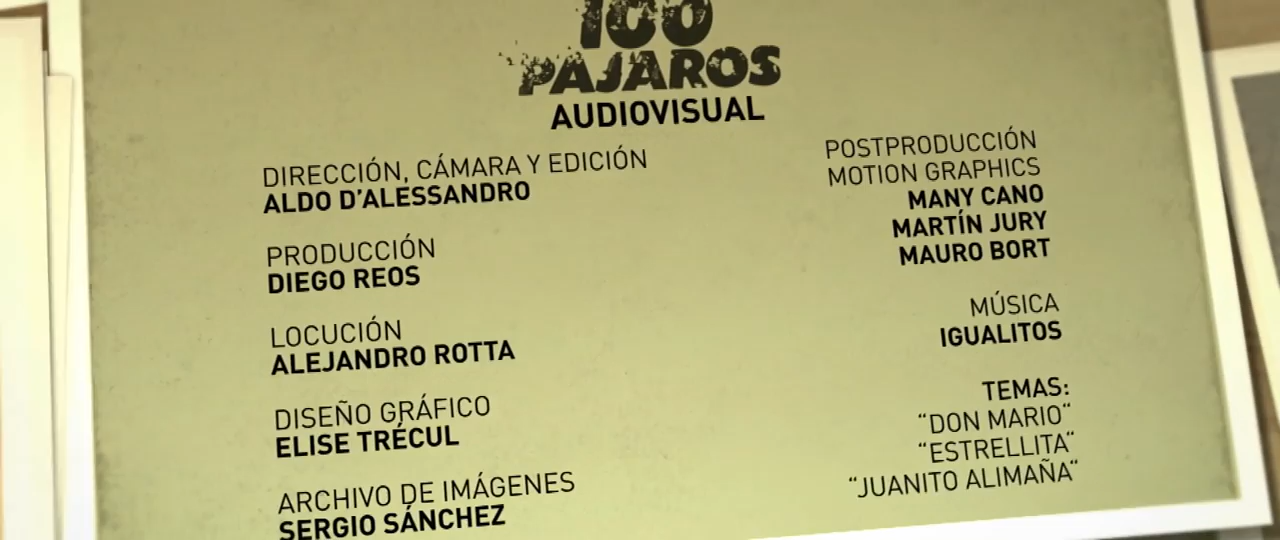 100
PAJAROS
AUDIOVISUAL
DIRECCIÓN, CÁMARA Y EDICIÓN
ALDO D'ALESSANDRO
PRODUCCIÓN
DIEGO REOS
LOCUCIÓN
ALEJANDRO ROTTA
DISEÑO GRÁFICO
ELISE TRÉCUL
ARCHIVO DE IMÁGENES
SERGIO SÁNCHEZ
POSTPRODUCCIÓN
MOTION GRAPHICS
MANY CANO
MARTÍN JURY
MAURO BORT
MÚSICA
IGUALITOS
TEMAS:
“DON MARIO“
“ESTRELLITA“
“JUANITO ALIMAÑA“